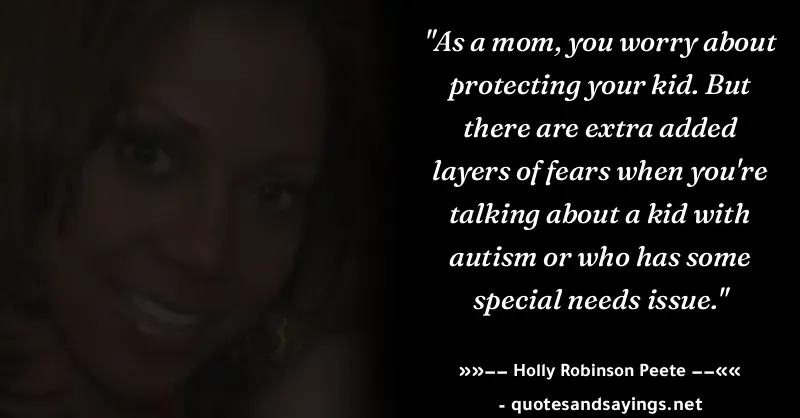 "As a mom, you worry about
protecting your kid. But
there are extra added
layers of fears when you're
talking about a kid with
autism or who has some
special needs issue."
»»–– Holly Robinson Peete ––««
- quotesandsayings.net